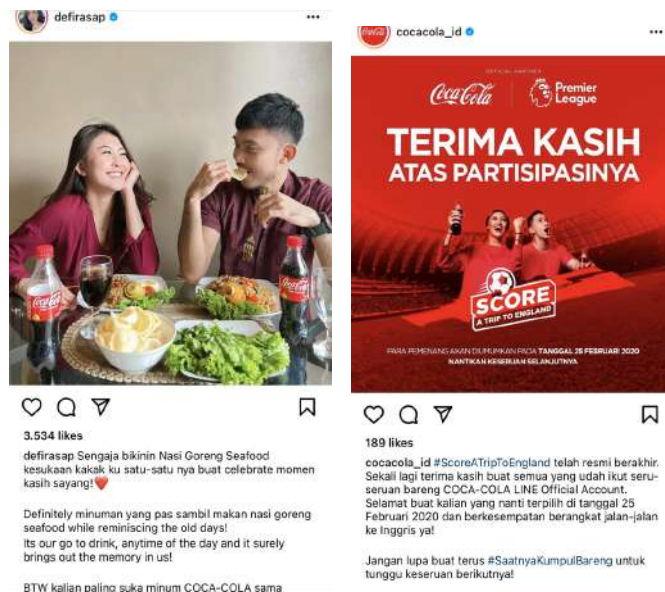 defirasap
Coca-Cola
Coca-Cola
3.534 likes
defirasap Sengaja bikinin Nasi Goreng Seafood
kesukaan kakak ku satu-satu nya buat celebrate momen
kasih sayang!❤️
Definitely minuman yang pas sambil makan nasi goreng
seafood while reminiscing the old days!
Its our go to drink, anytime of the day and it surely
brings out the memory in us!
BTW kalian paling suka minum COCA-COLA sama
cocacola_id
OFFICIAL PARTNER
Coca-Cola
Premier
League
TERIMA KASIH
ATAS PARTISIPASINYA
SCORE
A TRIP TO ENGLAND
PARA PEMENANG AKAN DIUMUMKAN PADA TANGGAL 25 FEBRUARI 2020
NANTIKAN KESERUAN SELANJUTNYA
189 likes
cocacola_id #ScoreATripToEngland telah resmi berakhir.
Sekali lagi terima kasih buat semua yang udah ikut seru-
seruan bareng COCA-COLA LINE Official Account.
Selamat buat kalian yang nanti terpilih di tanggal 25
Februari 2020 dan berkesempatan berangkat jalan-jalan
ke Inggris ya!
Jangan lupa buat terus #SaatnyaKumpulBareng untuk
tunggu keseruan berikutnya!